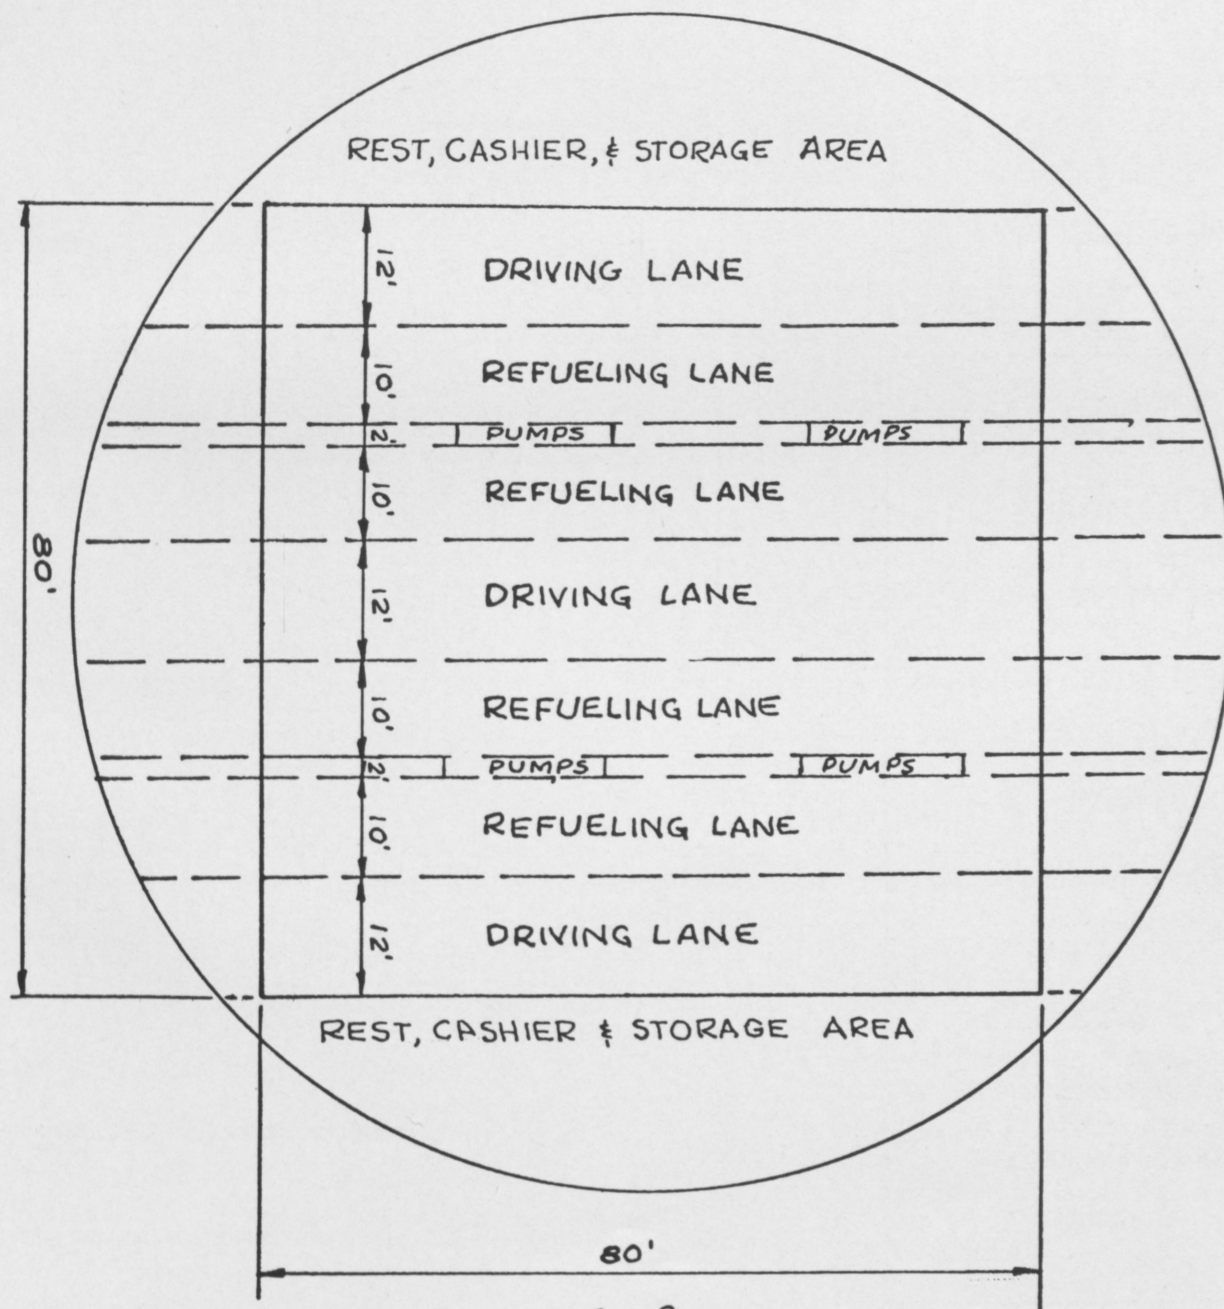 REST, CASHIER, & STORAGE AREA
12' DRIVING LANE
10' REFUELING LANE
2' PUMPS PUMPS
10' REFUELING LANE
80'
12' DRIVING LANE
10' REFUELING LANE
2' PUMPS PUMPS
10' REFUELING LANE
12' DRIVING LANE
REST, CASHIER & STORAGE AREA
80'